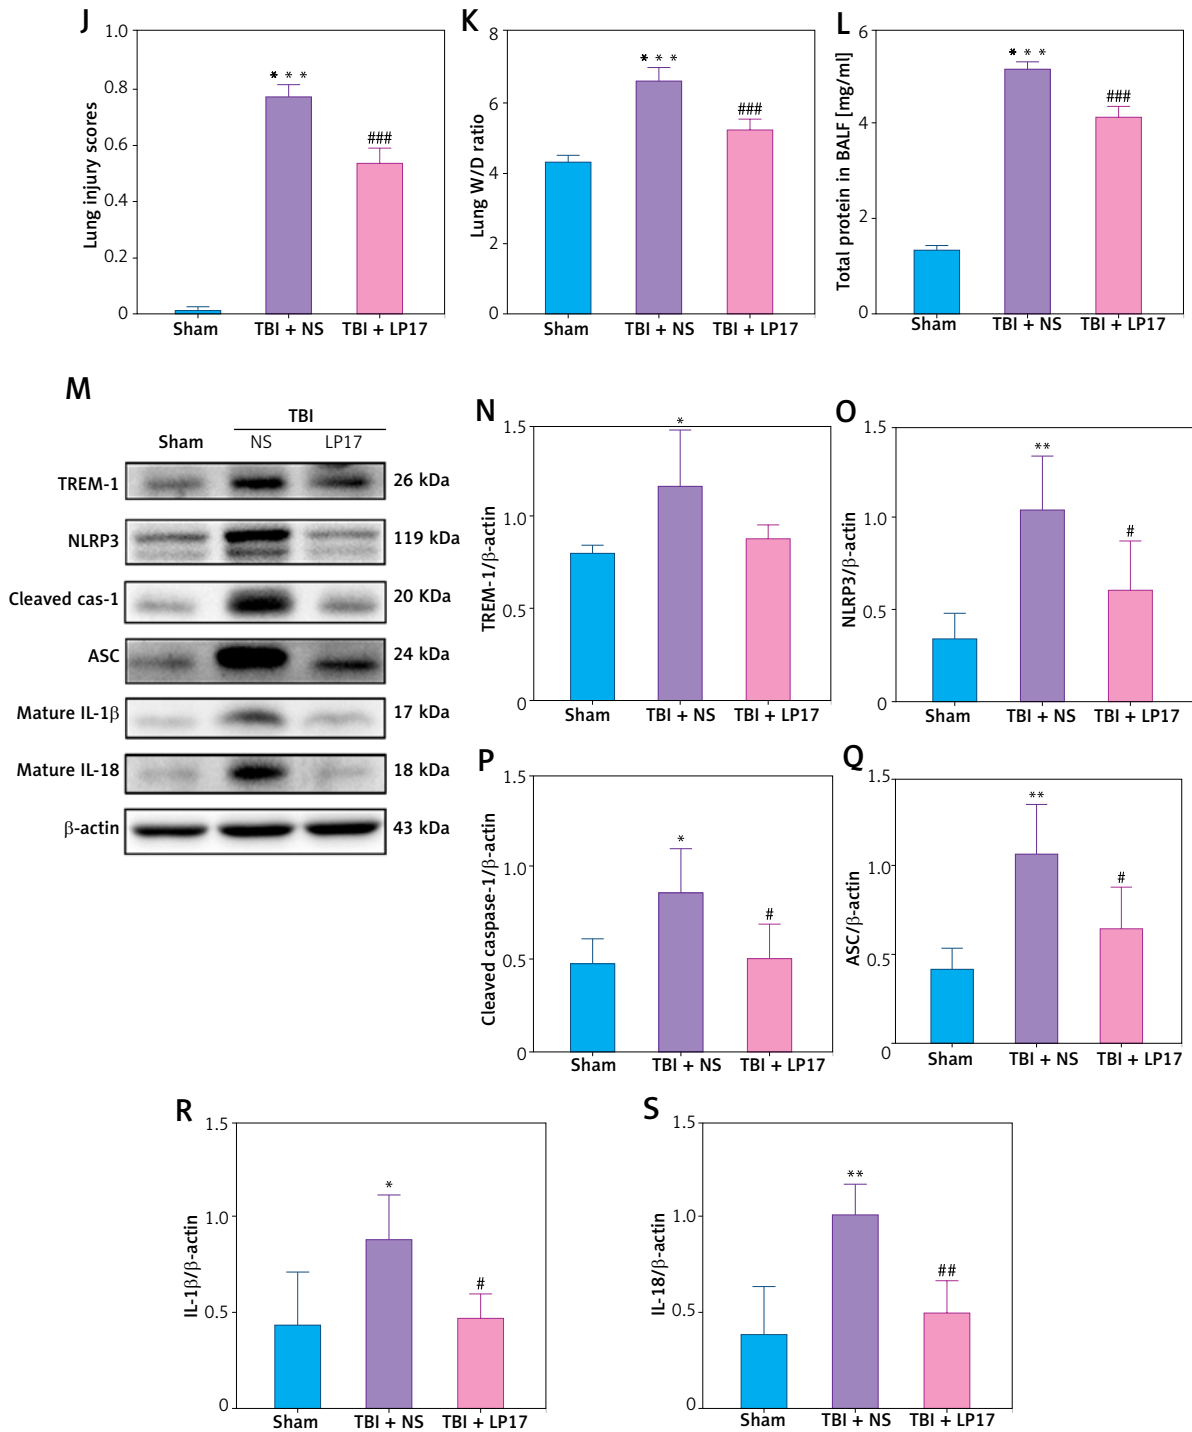 J
Lung injury scores
1.0
0.8
0.6
0.4
0.2
0
***
###
Sham TBI + NS TBI + LP17
K
Lung W/D ratio
8
6
4
2
0
***
###
Sham TBI + NS TBI + LP17
L
Total protein in BALF [mg/ml]
6
4
2
0
***
###
Sham TBI + NS TBI + LP17
M
TBI
Sham NS LP17
TREM-1 26 kDa
NLRP3 119 kDa
Cleaved cas-1 20 KDa
ASC 24 kDa
Mature IL-1β 17 kDa
Mature IL-18 18 kDa
β-actin 43 kDa
N
TREM-1/β-actin
1.5
1.0
0.5
0
*
Sham TBI + NS TBI + LP17
O
NLRP3/β-actin
1.5
1.0
0.5
0
**
#
Sham TBI + NS TBI + LP17
P
Cleaved caspase-1/β-actin
1.5
1.0
0.5
0
*
#
Sham TBI + NS TBI + LP17
Q
ASC/β-actin
1.5
1.0
0.5
0
**
#
Sham TBI + NS TBI + LP17
R
IL-1β/β-actin
1.5
1.0
0.5
0
*
#
Sham TBI + NS TBI + LP17
S
IL-18/β-actin
1.5
1.0
0.5
0
**
##
Sham TBI + NS TBI + LP17